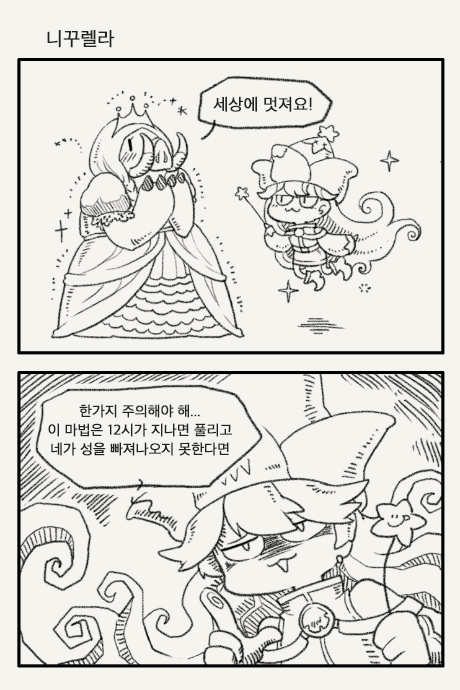 니꾸렐라
세상에 멋져요!
한가지 주의해야 해...
이 마법은 12시가 지나면 풀리고
네가 성을 빠져나오지 못한다면